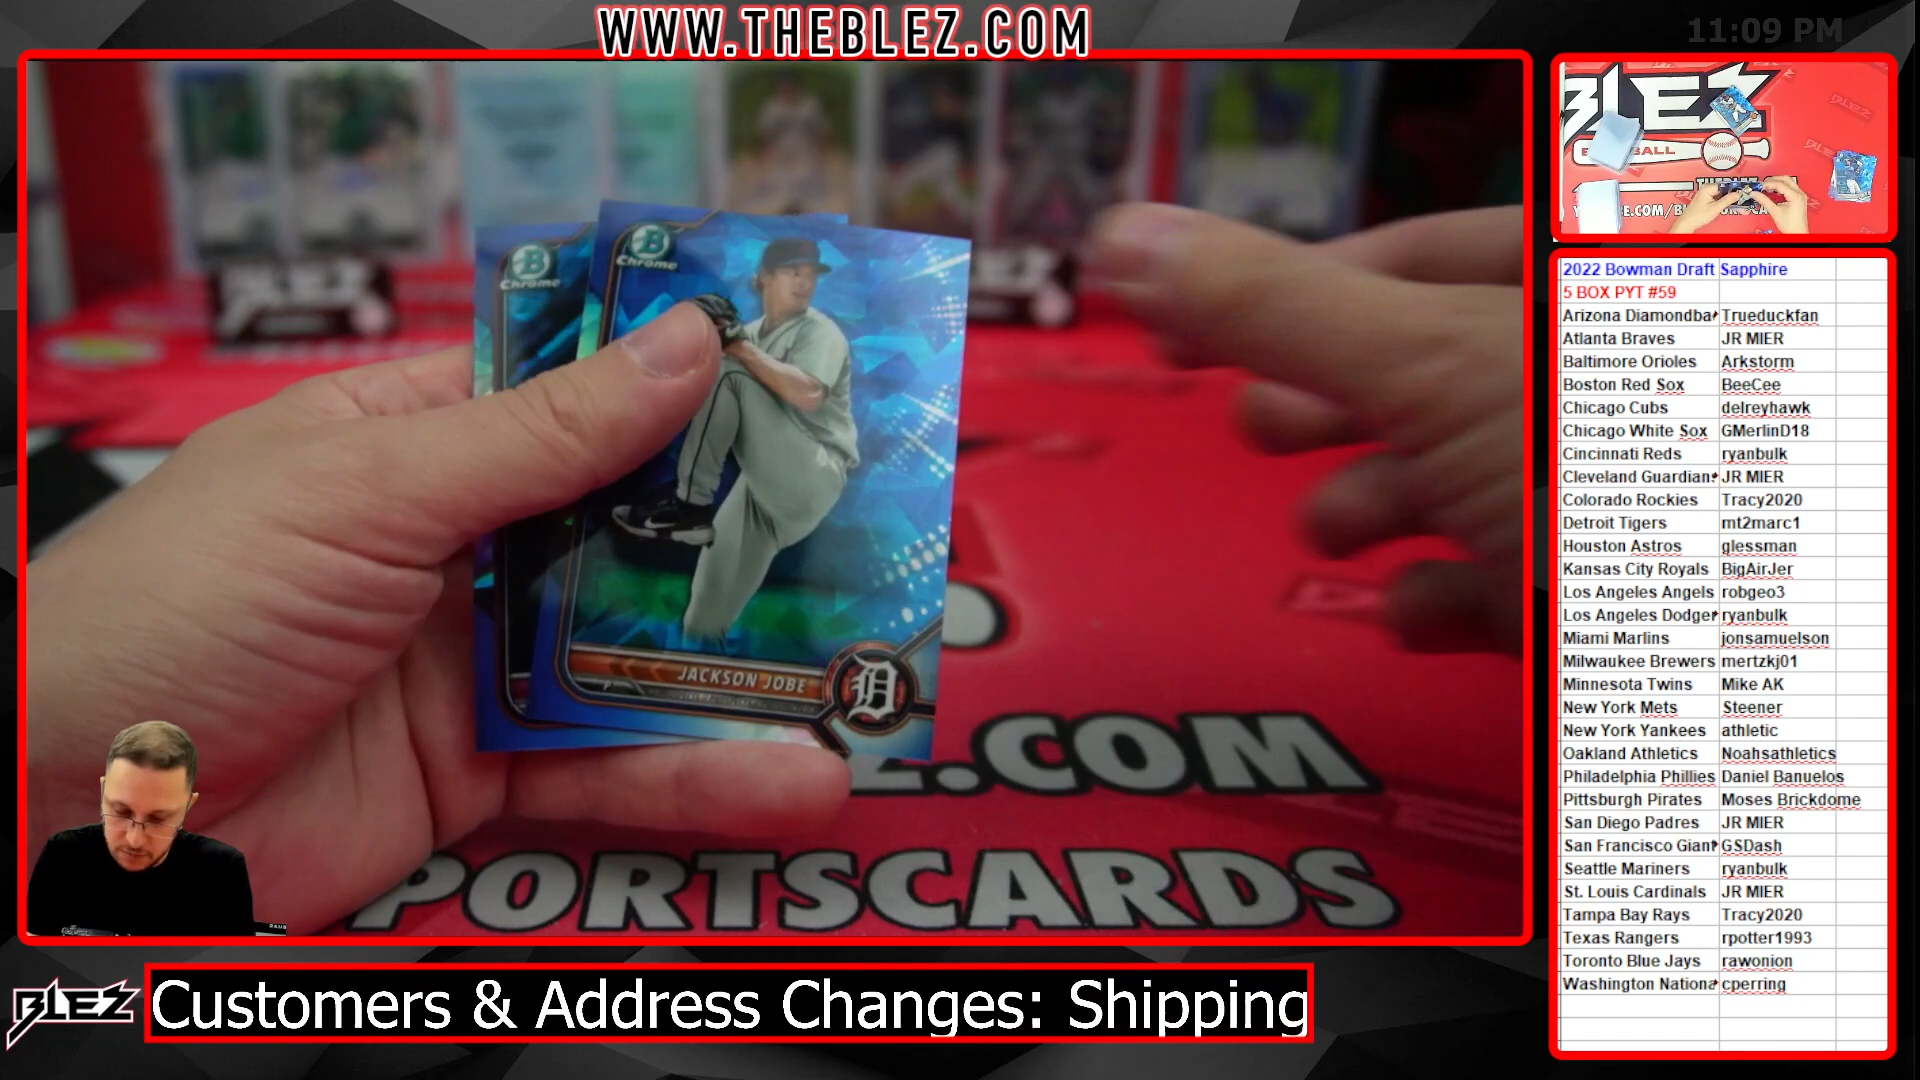 WWW.THEBLEZ.COM
11:09 PM
B
Chrome
B
Chrome
JACKSON JOBE
D
.COM
PORTSCARDS
BLEZ
Customers & Address Changes: Shipping
BLEZ
2022 Bowman Draft Sapphire
5 BOX PYT #59
Arizona Diamondba Trueduckfan
Atlanta Braves JR MIER
Baltimore Orioles Arkstorm
Boston Red Sox BeeCee
Chicago Cubs delreyhawk
Chicago White Sox GMerlinD18
Cincinnati Reds ryanbulk
Cleveland Guardians JR MIER
Colorado Rockies Tracy2020
Detroit Tigers mt2marc1
Houston Astros glessman
Kansas City Royals BigAirJer
Los Angeles Angels robgeo3
Los Angeles Dodger ryanbulk
Miami Marlins jonsamuelson
Milwaukee Brewers mertzkj01
Minnesota Twins Mike AK
New York Mets Steener
New York Yankees athletic
Oakland Athletics Noahsathletics
Philadelphia Phillies Daniel Banuelos
Pittsburgh Pirates Moses Brickdome
San Diego Padres JR MIER
San Francisco Giant GSDash
Seattle Mariners ryanbulk
St. Louis Cardinals JR MIER
Tampa Bay Rays Tracy2020
Texas Rangers rpotter1993
Toronto Blue Jays rawonion
Washington Nationa cperring